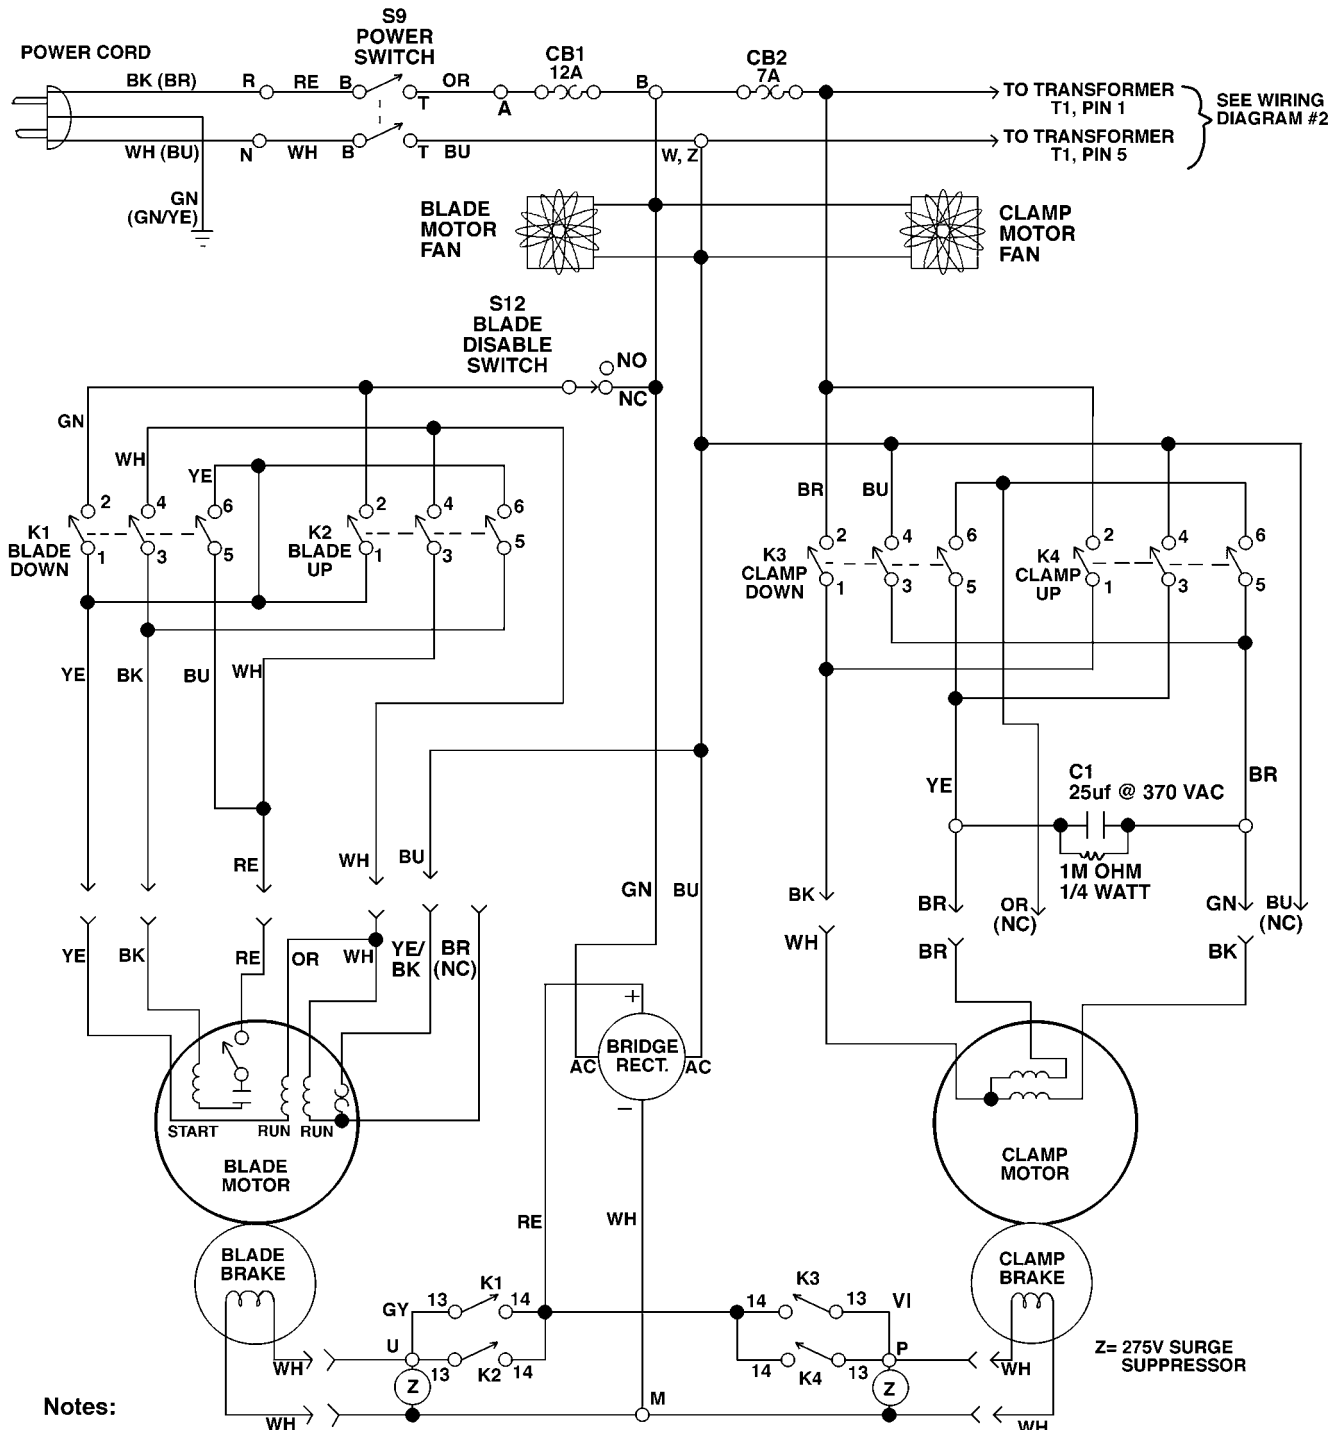 S9
POWER
SWITCH
POWER CORD
CB1
12A
CB2
7A
BK (BR)
R
RE
B
T
OR
A
B
TO TRANSFORMER
T1, PIN 1
SEE WIRING
DIAGRAM #2
WH (BU)
N
WH
B
T
BU
W, Z
TO TRANSFORMER
T1, PIN 5
GN
(GN/YE)
BLADE
MOTOR
FAN
CLAMP
MOTOR
FAN
S12
BLADE
DISABLE
SWITCH
NO
NC
GN
WH
YE
2
4
6
2
4
6
K1
BLADE
DOWN
1
3
5
K2
BLADE
UP
1
3
5
BR
BU
2
4
6
2
4
6
K3
CLAMP
DOWN
1
3
5
K4
CLAMP
UP
1
3
5
YE
BK
BU
WH
YE
C1
25uf @ 370 VAC
BR
1M OHM
1/4 WATT
RE
WH
BU
GN
BU
BK
BR
OR
(NC)
GN
BU
(NC)
YE
BK
RE
OR
WH
YE/
BK
BR
(NC)
WH
BR
BK
+
BRIDGE
RECT.
AC
AC
–
START
RUN
RUN
BLADE
MOTOR
CLAMP
MOTOR
RE
WH
BLADE
BRAKE
CLAMP
BRAKE
GY
13
K1
14
14
K3
13
VI
U
13
K2
14
14
K4
13
P
WH
Z
Z
WH
Z= 275V SURGE
SUPPRESSOR
M
WH
WH
Notes: